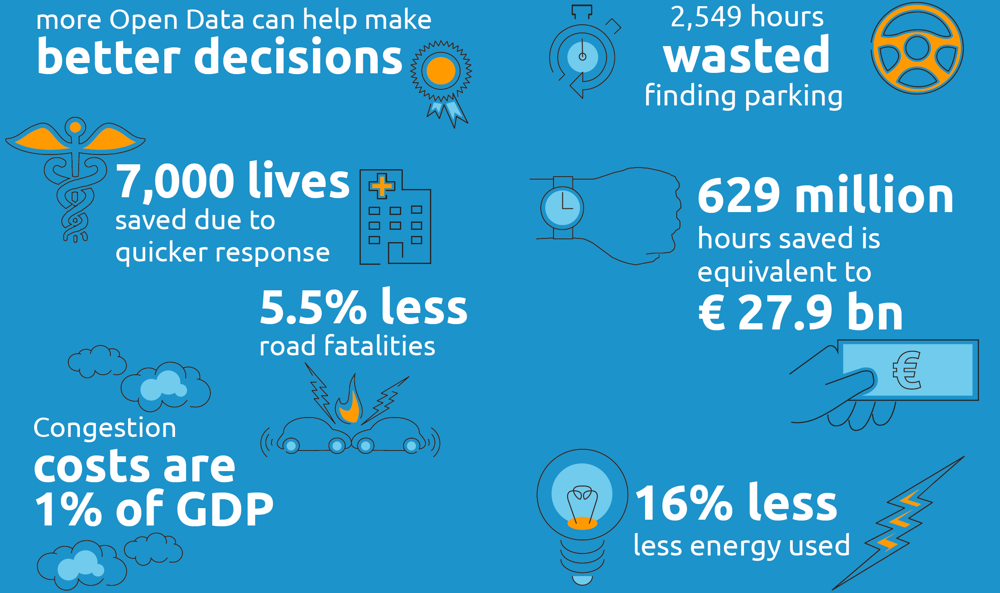 more Open Data can help make
better decisions
2,549 hours
wasted
finding parking
7,000 lives
saved due to
quicker response
629 million
hours saved is
equivalent to
€ 27.9 bn
€
5.5% less
road fatalities
Congestion
costs are
1% of GDP
16% less
less energy used